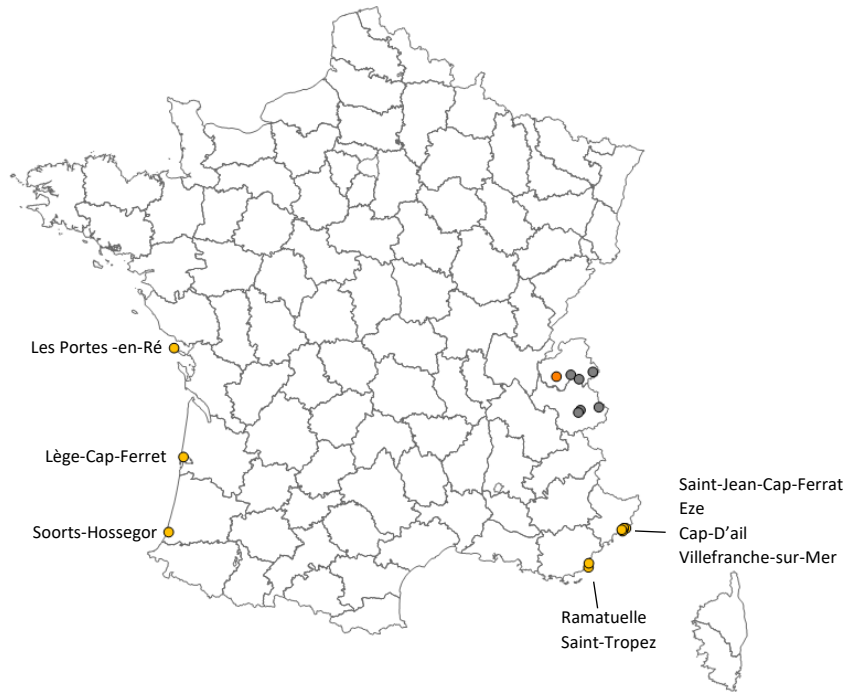 Les Portes -en-Ré
Lège-Cap-Ferret
Soorts-Hossegor
Saint-Jean-Cap-Ferrat
Eze
Cap-D’ail
Villefranche-sur-Mer
Ramatuelle
Saint-Tropez